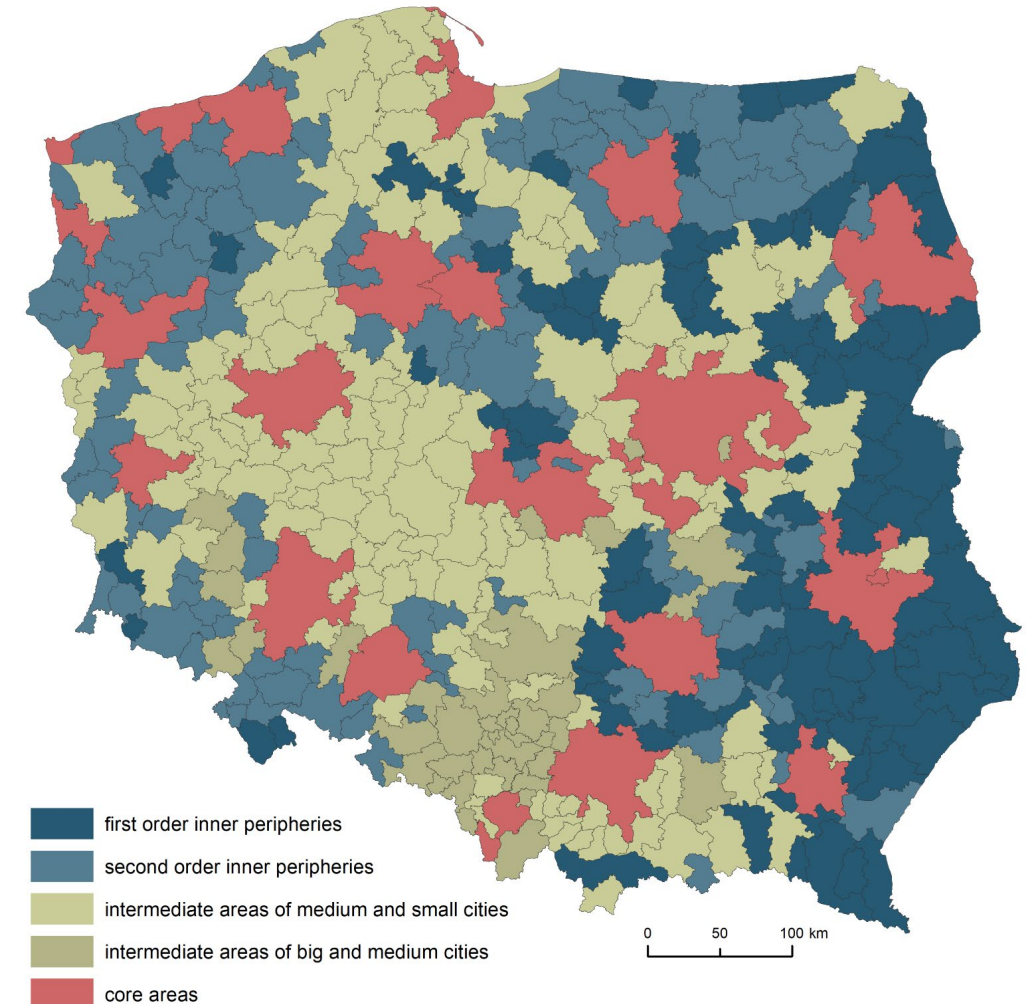 first order inner peripheries
second order inner peripheries
intermediate areas of medium and small cities
intermediate areas of big and medium cities
core areas
0 50 100 km